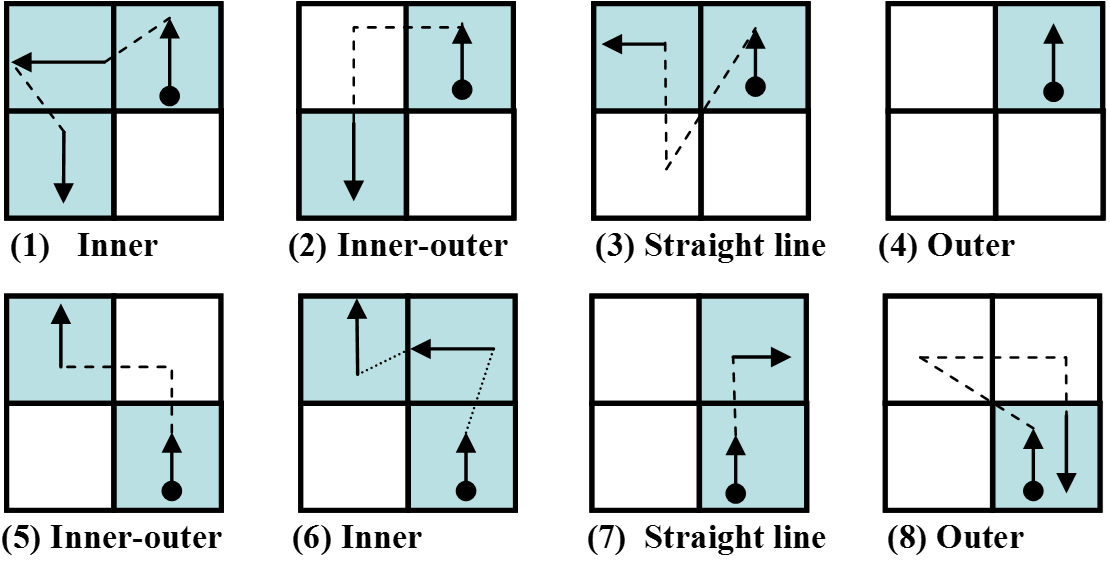 (1) Inner
(2) Inner-outer
(3) Straight line
(4) Outer
(5) Inner-outer
(6) Inner
(7) Straight line
(8) Outer